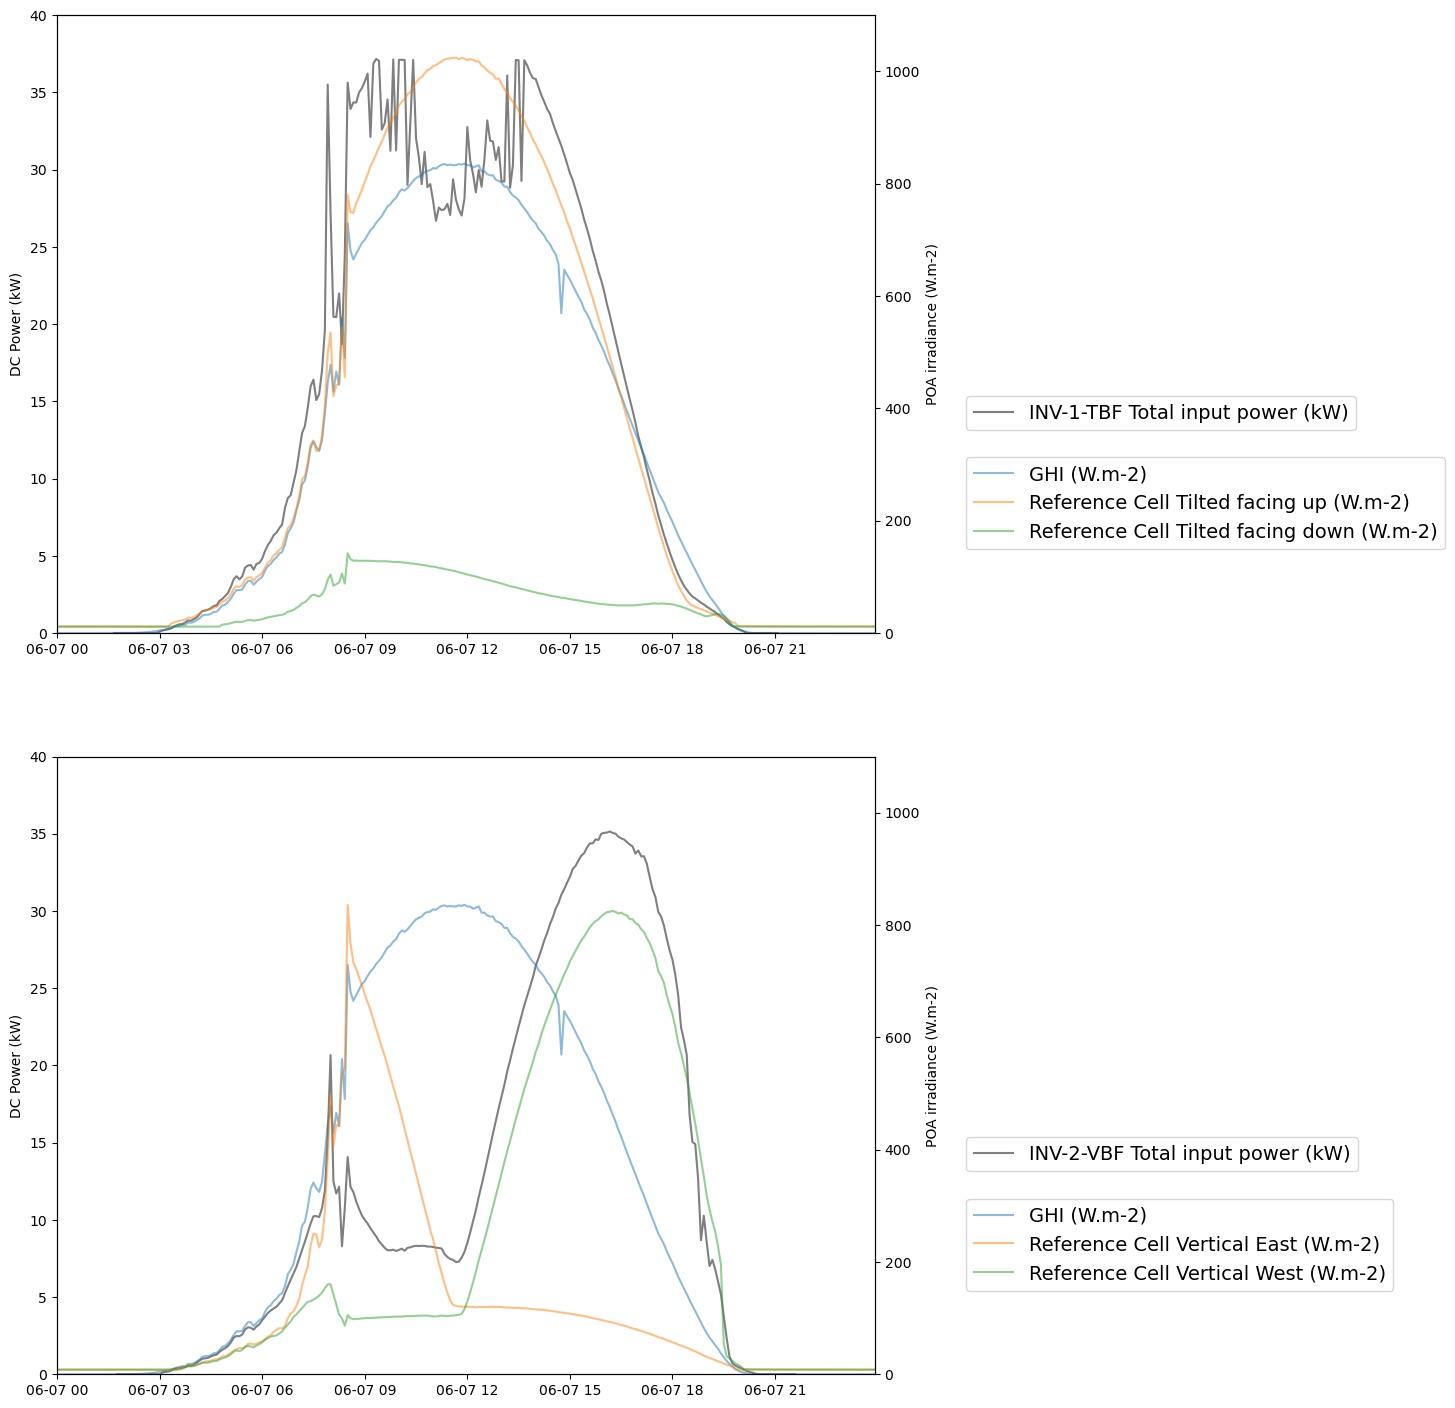 40
35
30
25
20
15
10
5
0
DC Power (kW)
1000
800
600
400
200
0
POA irradiance (W.m-2)
06-07 00 06-07 03 06-07 06 06-07 09 06-07 12 06-07 15 06-07 18 06-07 21
INV-1-TBF Total input power (kW)
GHI (W.m-2)
Reference Cell Tilted facing up (W.m-2)
Reference Cell Tilted facing down (W.m-2)
40
35
30
25
20
15
10
5
0
DC Power (kW)
1000
800
600
400
200
0
POA irradiance (W.m-2)
06-07 00 06-07 03 06-07 06 06-07 09 06-07 12 06-07 15 06-07 18 06-07 21
INV-2-VBF Total input power (kW)
GHI (W.m-2)
Reference Cell Vertical East (W.m-2)
Reference Cell Vertical West (W.m-2)